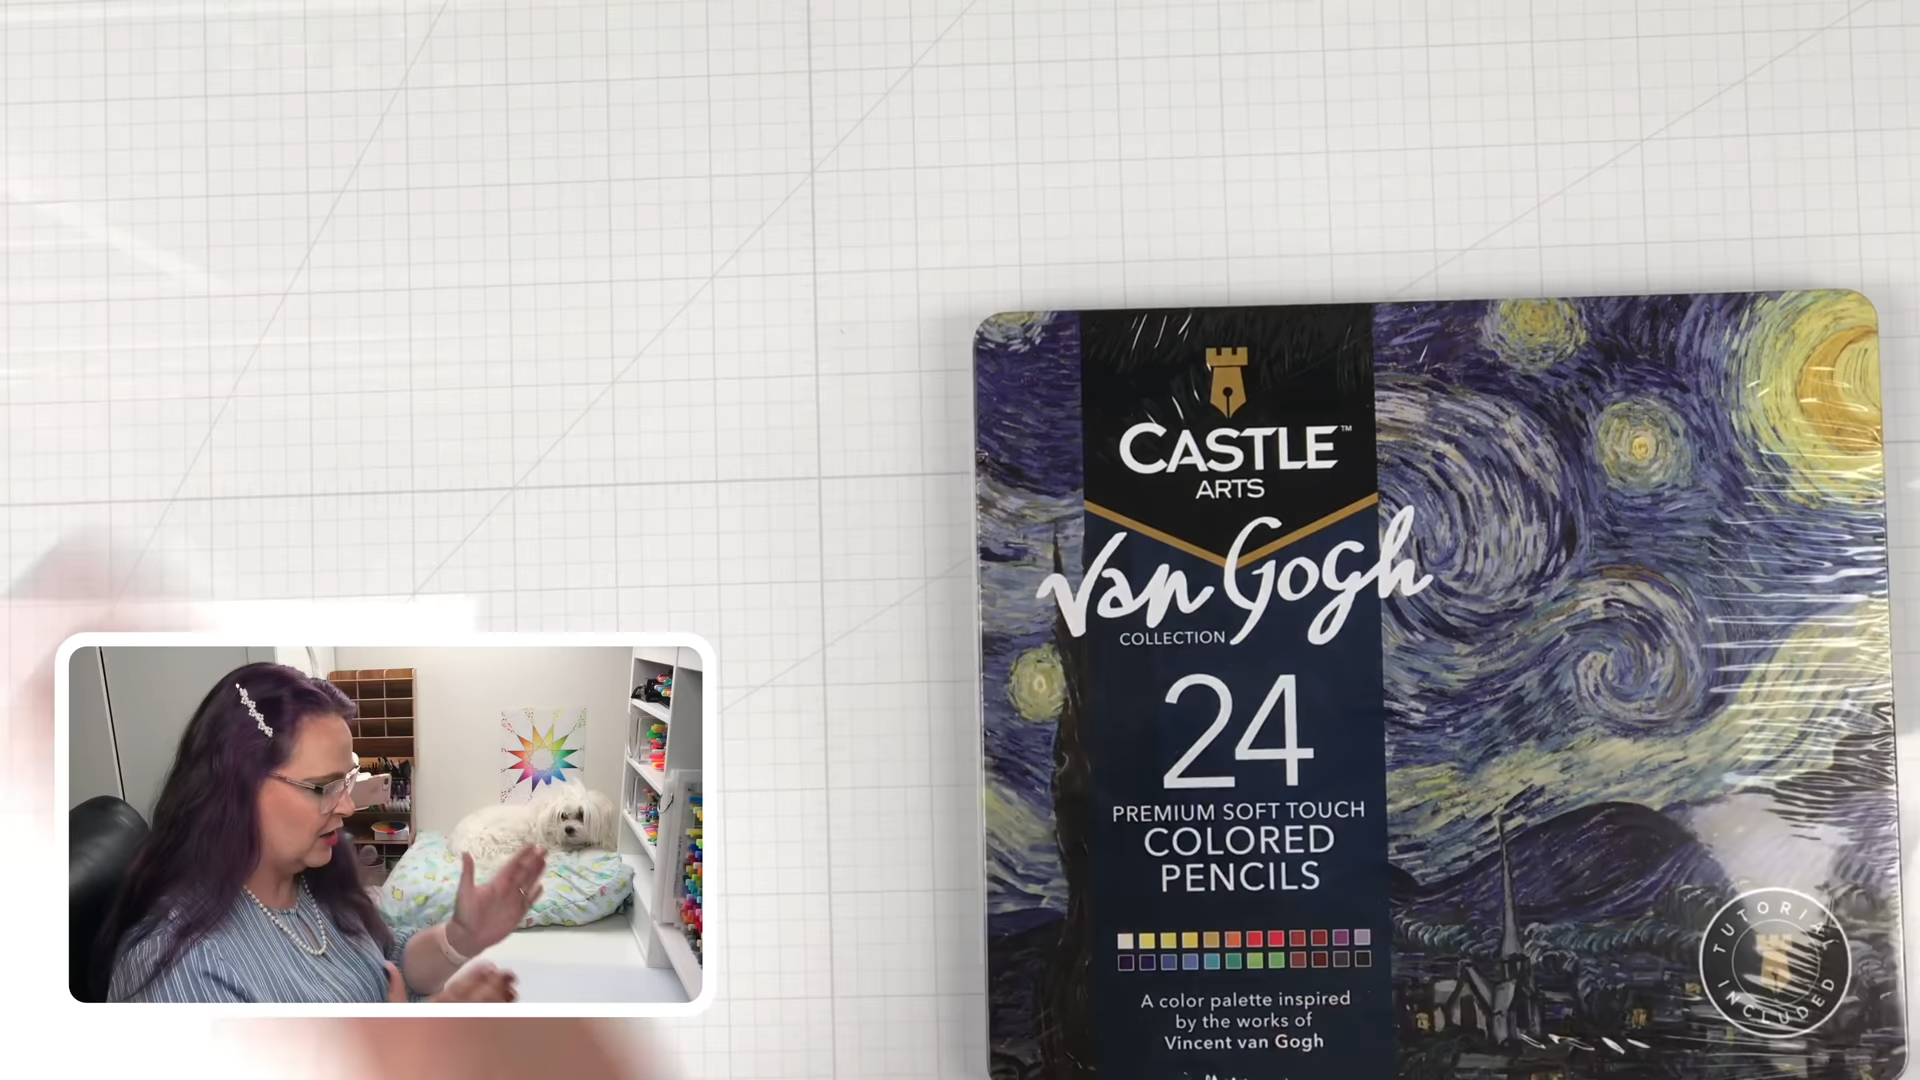 CASTLE™
ARTS
Van Gogh
COLLECTION
24
PREMIUM SOFT TOUCH
COLORED
PENCILS
A color palette inspired
by the works of
Vincent van Gogh
TUTORIAL
INCLUDED